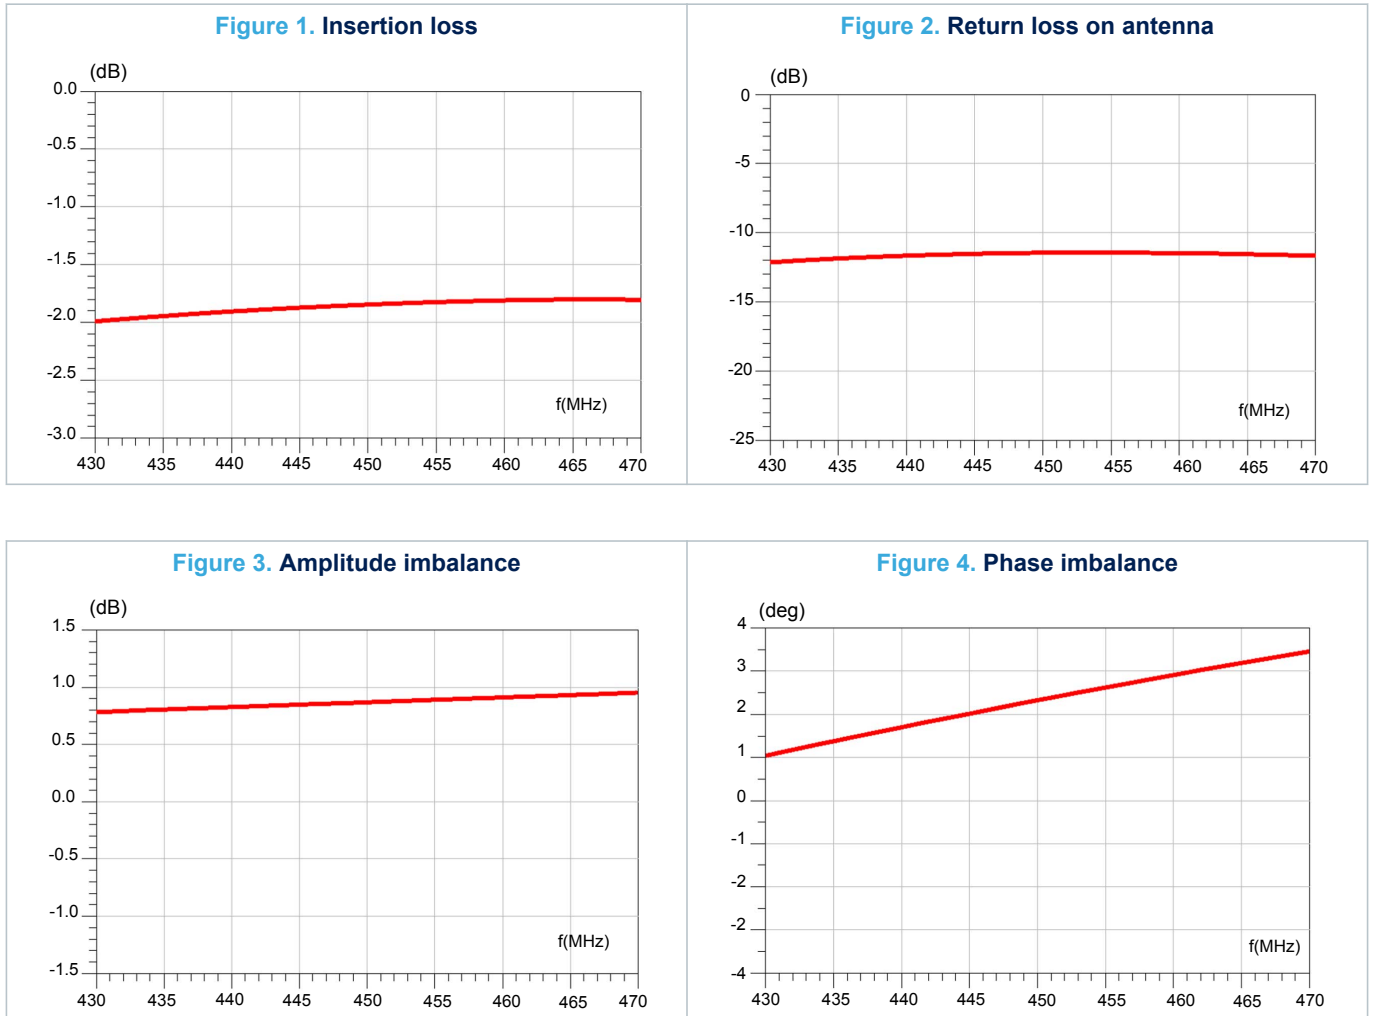 Figure 1. Insertion loss
(dB)
0.0
-0.5
-1.0
-1.5
-2.0
-2.5
-3.0
f(MHz)
430 435 440 445 450 455 460 465 470
Figure 2. Return loss on antenna
(dB)
0
-5
-10
-15
-20
-25
f(MHz)
430 435 440 445 450 455 460 465 470
Figure 3. Amplitude imbalance
(dB)
1.5
1.0
0.5
0.0
-0.5
-1.0
-1.5
f(MHz)
430 435 440 445 450 455 460 465 470
Figure 4. Phase imbalance
(deg)
4
3
2
1
0
-1
-2
-2
-4
f(MHz)
430 435 440 445 450 455 460 465 470